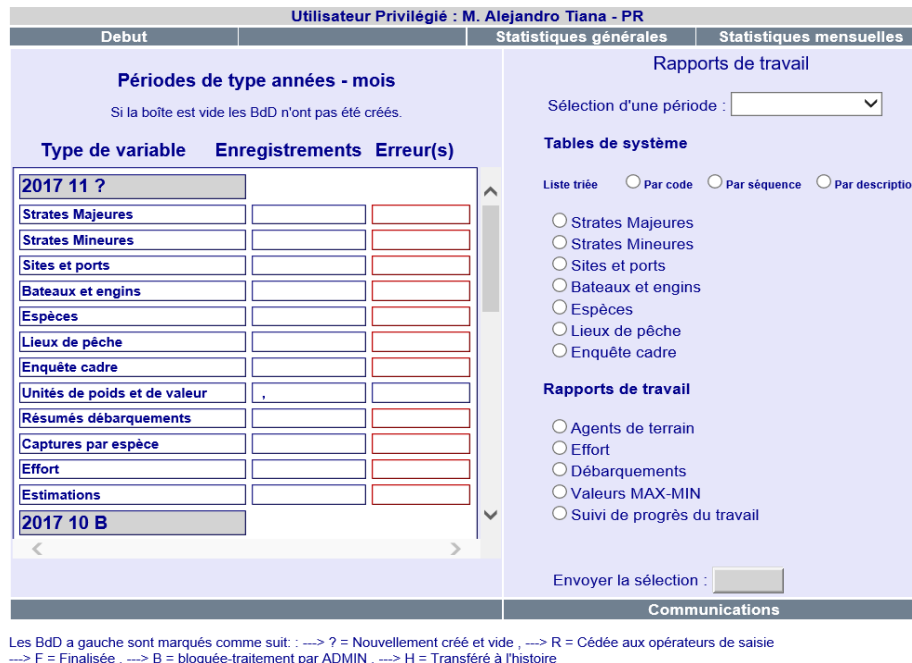 Utilisateur Privilégié : M. Alejandro Tiana - PR
Debut Statistiques générales Statistiques mensuelles
Périodes de type années - mois
Si la boîte est vide les BdD n'ont pas été créés.
Type de variable Enregistrements Erreur(s)
2017 11 ?
Strates Majeures
Strates Mineures
Sites et ports
Bateaux et engins
Espèces
Lieux de pêche
Enquête cadre
Unités de poids et de valeur ,
Résumés débarquements
Captures par espèce
Effort
Estimations
2017 10 B
Rapports de travail
Sélection d'une période :
Tables de système
Liste triée Par code Par séquence Par descriptio
Strates Majeures
Strates Mineures
Sites et ports
Bateaux et engins
Espèces
Lieux de pêche
Enquête cadre
Rapports de travail
Agents de terrain
Effort
Débarquements
Valeurs MAX-MIN
Suivi de progrès du travail
Envoyer la sélection :
Communications
Les BdD a gauche sont marqués comme suit: : ---> ? = Nouvellement créé et vide , ---> R = Cédée aux opérateurs de saisie
---> F = Finalisée , ---> B = bloquée-traitement par ADMIN , ---> H = Transféré à l'histoire